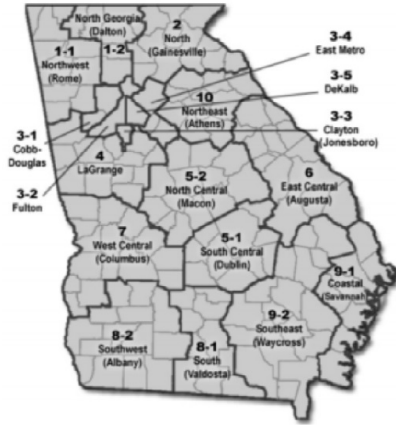 North Georgia
(Dalton)
2
North
(Gainesville)
1-1
1-2
Northwest
(Rome)
3-4
East Metro
3-5
DeKalb
10
Northeast
(Athens)
3-3
Clayton
(Jonesboro)
3-1
Cobb-
Douglas
4
LaGrange
3-2
Fulton
5-2
North Central
(Macon)
6
East Central
(Augusta)
7
West Central
(Columbus)
5-1
South Central
(Dublin)
9-1
Coastal
(Savannah)
9-2
Southeast
(Waycross)
8-2
Southwest
(Albany)
8-1
South
(Valdosta)